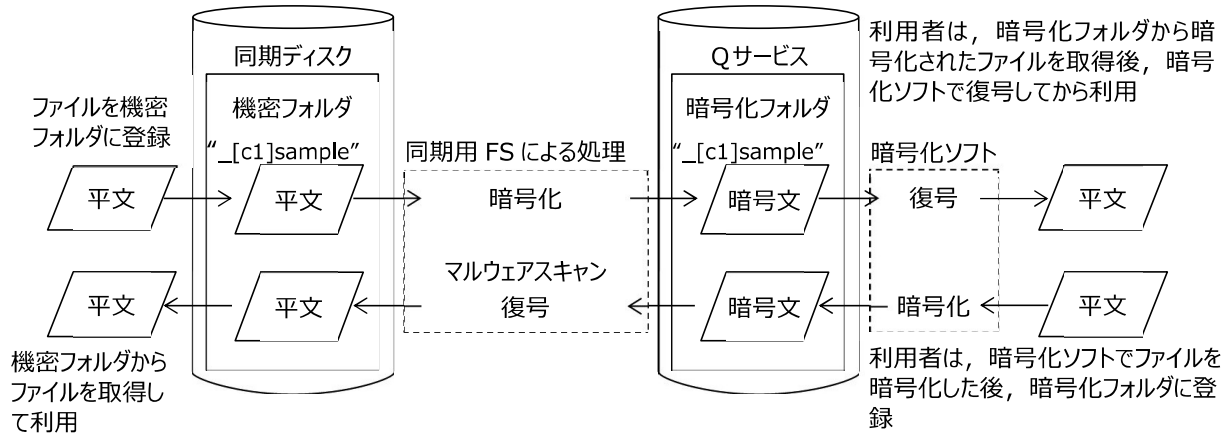 同期ディスク
Qサービス
利用者は，暗号化フォルダから暗
号化されたファイルを取得後，暗号
化ソフトで復号してから利用
ファイルを機密
フォルダに登録
機密フォルダ
暗号化フォルダ
“_[c1]sample”
同期用 FS による処理
“_[c1]sample”
暗号化ソフト
平文
平文
暗号化
暗号文
復号
平文
マルウェアスキャン
平文
平文
復号
暗号文
暗号化
平文
機密フォルダから
ファイルを取得し
て利用
利用者は，暗号化ソフトでファイルを
暗号化した後，暗号化フォルダに登
録